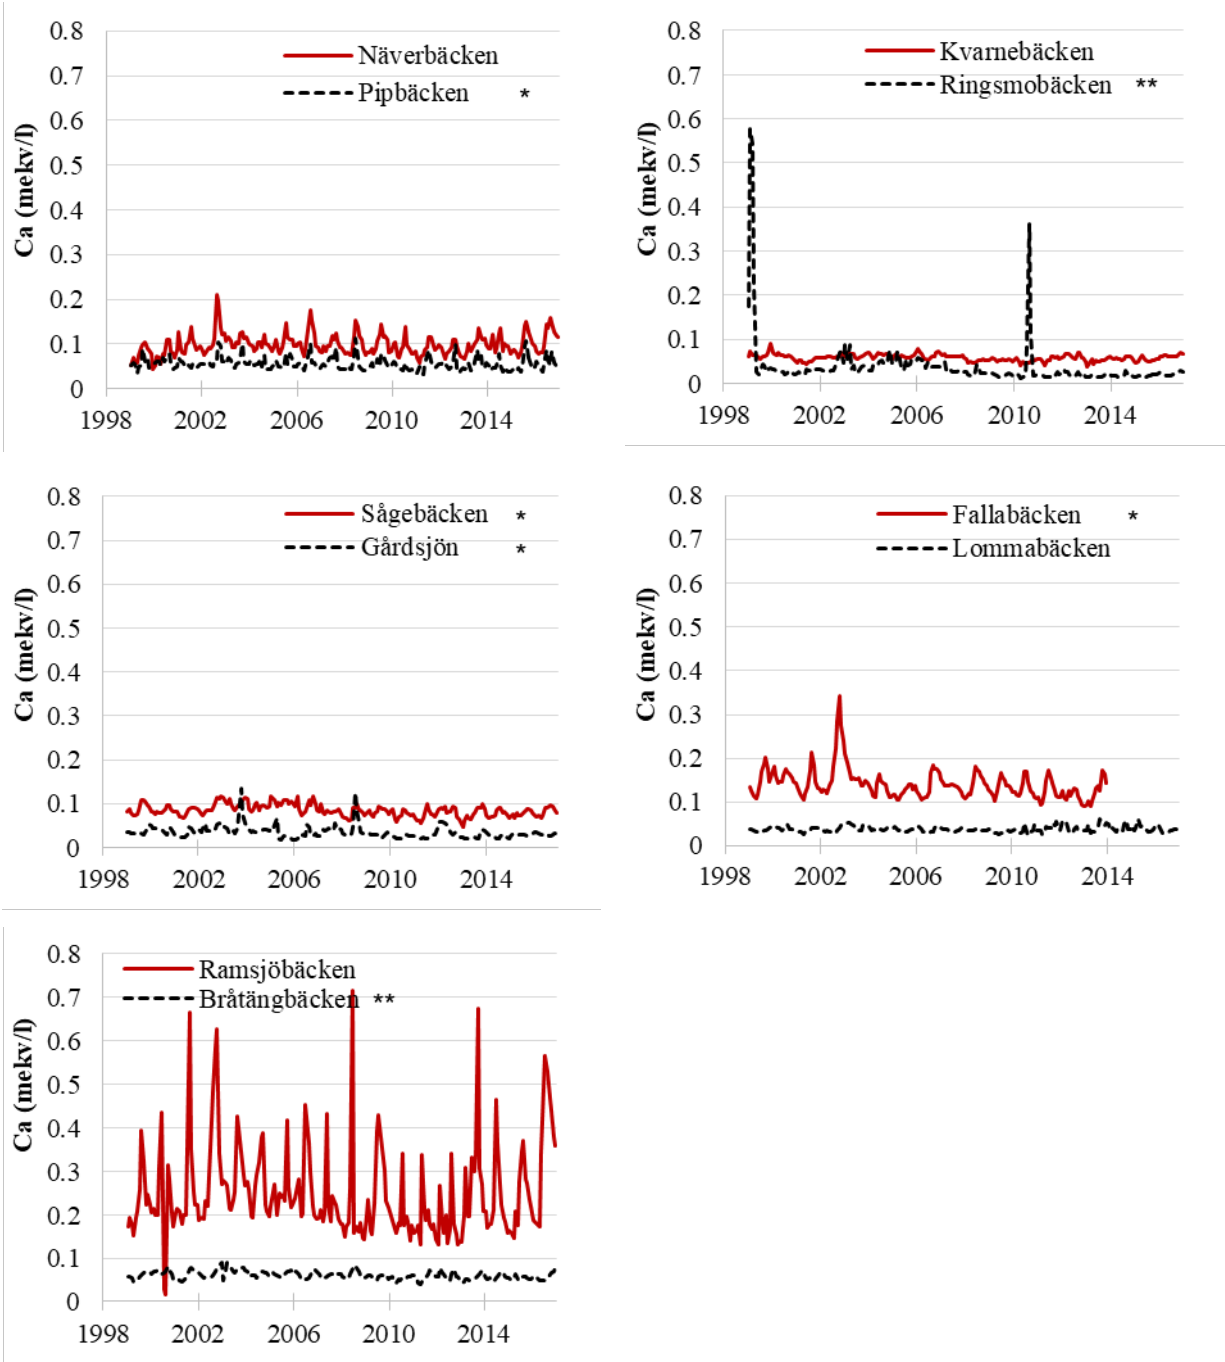 0.8
0.7
0.6
0.5
0.4
0.3
0.2
0.1
0
Ca (mekv/l)
Näverbäcken
Pipbäcken *
1998 2002 2006 2010 2014
0.8
0.7
0.6
0.5
0.4
0.3
0.2
0.1
0
Ca (mekv/l)
Kvarnebäcken
Ringsmobäcken **
1998 2002 2006 2010 2014
0.8
0.7
0.6
0.5
0.4
0.3
0.2
0.1
0
Ca (mekv/l)
Sågebäcken *
Gårdsjön *
1998 2002 2006 2010 2014
0.8
0.7
0.6
0.5
0.4
0.3
0.2
0.1
0
Ca (mekv/l)
Fallabäcken *
Lommabäcken
1998 2002 2006 2010 2014
0.8
0.7
0.6
0.5
0.4
0.3
0.2
0.1
0
Ca (mekv/l)
Ramsjöbäcken
Bråtängbäcken **
1998 2002 2006 2010 2014